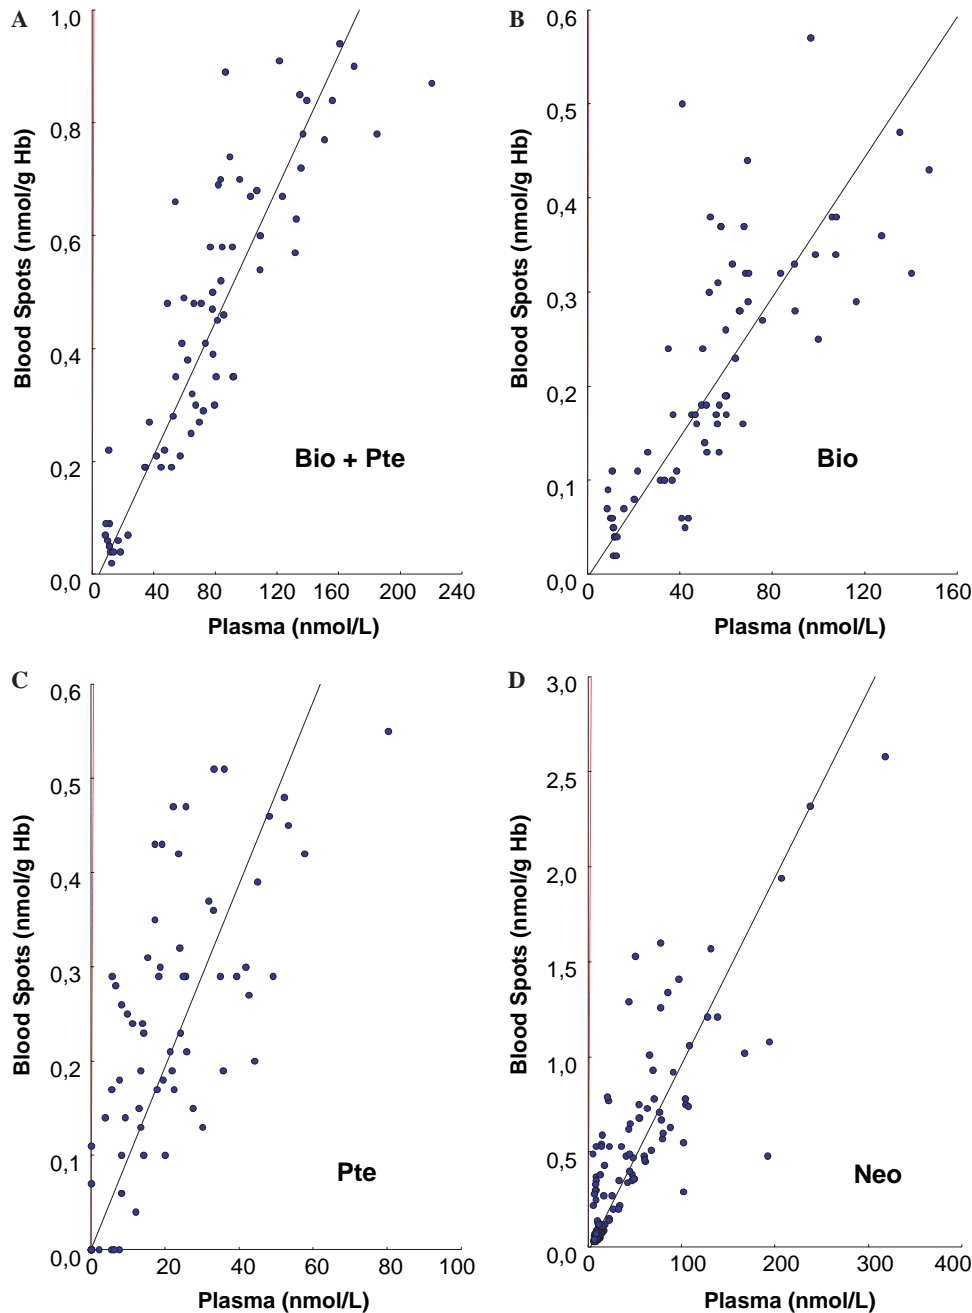 A
1,0
0,8
0,6
0,4
0,2
0,0
Blood Spots (nmol/g Hb)
Bio + Pte
0 40 80 120 160 200 240
Plasma (nmol/L)
B
0,6
0,5
0,4
0,3
0,2
0,1
0,0
Blood Spots (nmol/g Hb)
Bio
0 40 80 120 160
Plasma (nmol/L)
C
0,6
0,5
0,4
0,3
0,2
0,1
0,0
Blood Spots (nmol/g Hb)
Pte
0 20 40 60 80 100
Plasma (nmol/L)
D
3,0
2,5
2,0
1,5
1,0
0,5
0,0
Blood Spots (nmol/g Hb)
Neo
0 100 200 300 400
Plasma (nmol/L)